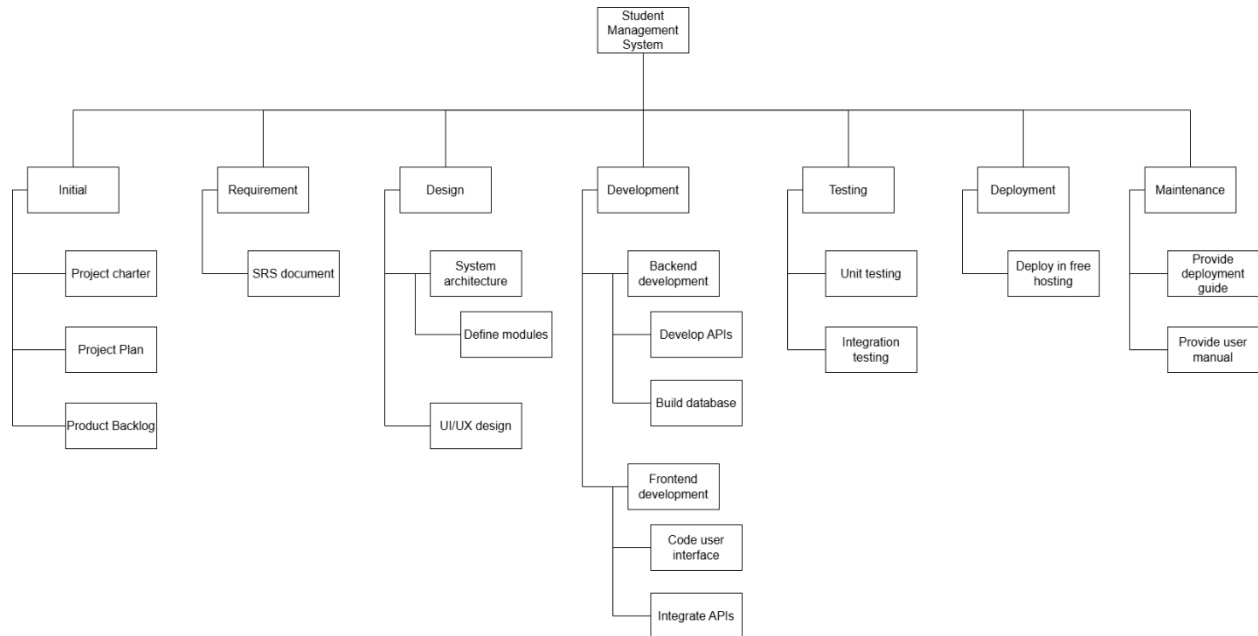 Student
Management
System
Initial
Requirement
Design
Development
Testing
Deployment
Maintenance
Project charter
Project Plan
Product Backlog
SRS document
System
architecture
Define modules
UI/UX design
Backend
development
Develop APIs
Build database
Frontend
development
Code user
interface
Integrate APIs
Unit testing
Integration
testing
Deploy in free
hosting
Provide
deployment
guide
Provide user
manual